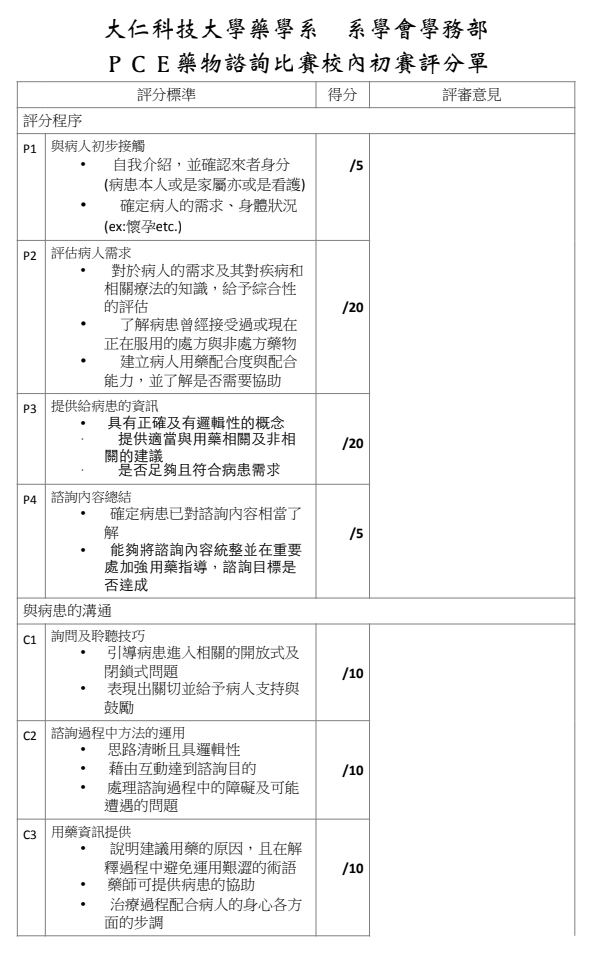 大仁科技大學藥學系 系學會學務部
PCE藥物諮詢比賽校內初賽評分單
評分標準 得分 評審意見
評分程序
P1 與病人初步接觸
• 自我介紹，並確認來者身分
(病患本人或是家屬亦或是看護)
• 確定病人的需求、身體狀況
(ex:懷孕etc.)
/5
P2 評估病人需求
• 對於病人的需求及其對疾病和
相關療法的知識，給予綜合性
的評估
• 了解病患曾經接受過或現在
正在服用的處方與非處方藥物
• 建立病人用藥配合度與配合
能力，並了解是否需要協助
/20
P3 提供給病患的資訊
• 具有正確及有邏輯性的概念
· 提供適當與用藥相關及非相
關的建議
· 是否足夠且符合病患需求
/20
P4 諮詢內容總結
• 確定病患已對諮詢內容相當了
解
• 能夠將諮詢內容統整並在重要
處加強用藥指導，諮詢目標是
否達成
/5
與病患的溝通
C1 詢問及聆聽技巧
• 引導病患進入相關的開放式及
閉鎖式問題
• 表現出關切並給予病人支持與
鼓勵
/10
C2 諮詢過程中方法的運用
• 思路清晰且具邏輯性
• 藉由互動達到諮詢目的
• 處理諮詢過程中的障礙及可能
遭遇的問題
/10
C3 用藥資訊提供
• 說明建議用藥的原因，且在解
釋過程中避免運用艱澀的術語
• 藥師可提供病患的協助
• 治療過程配合病人的身心各方
面的步調
/10